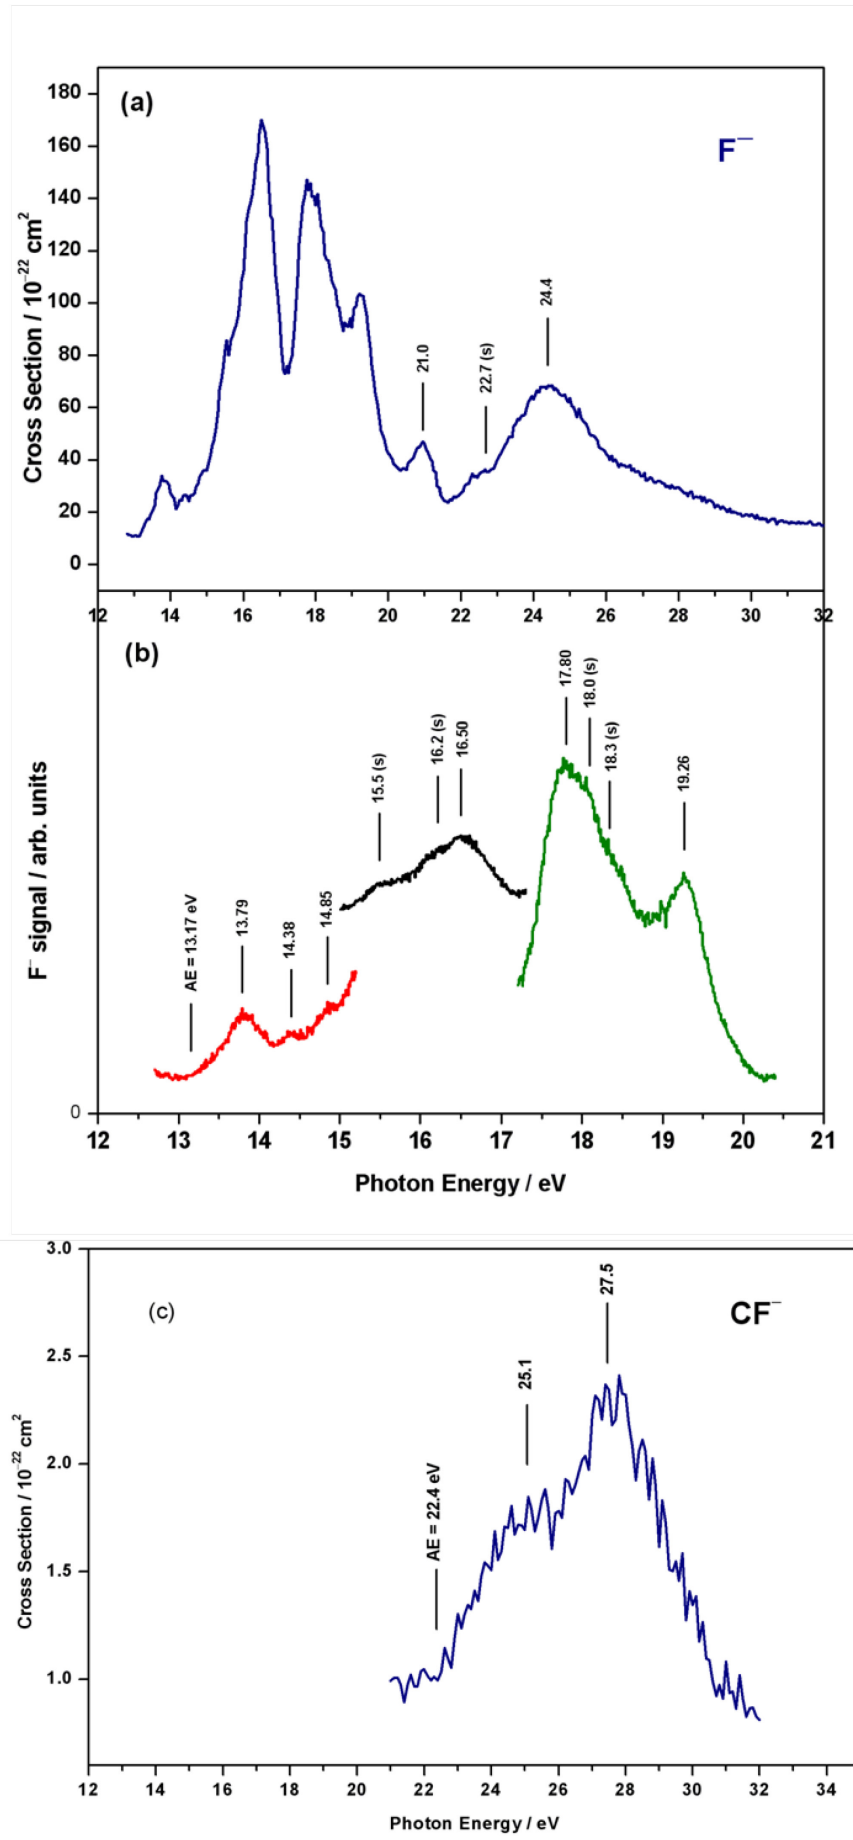 (a)
F⁻
180
160
140
120
100
80
60
40
20
0
Cross Section / 10⁻²² cm²
21.0
22.7 (s)
24.4
12 14 16 18 20 22 24 26 28 30 32
(b)
F⁻ signal / arb. units
AE = 13.17 eV
13.79
14.38
14.85
15.5 (s)
16.2 (s)
16.50
17.80
18.0 (s)
18.3 (s)
19.26
0
12 13 14 15 16 17 18 19 20 21
Photon Energy / eV
(c)
CF⁻
3.0
2.5
2.0
1.5
1.0
Cross Section / 10⁻²² cm²
AE = 22.4 eV
25.1
27.5
12 14 16 18 20 22 24 26 28 30 32 34
Photon Energy / eV